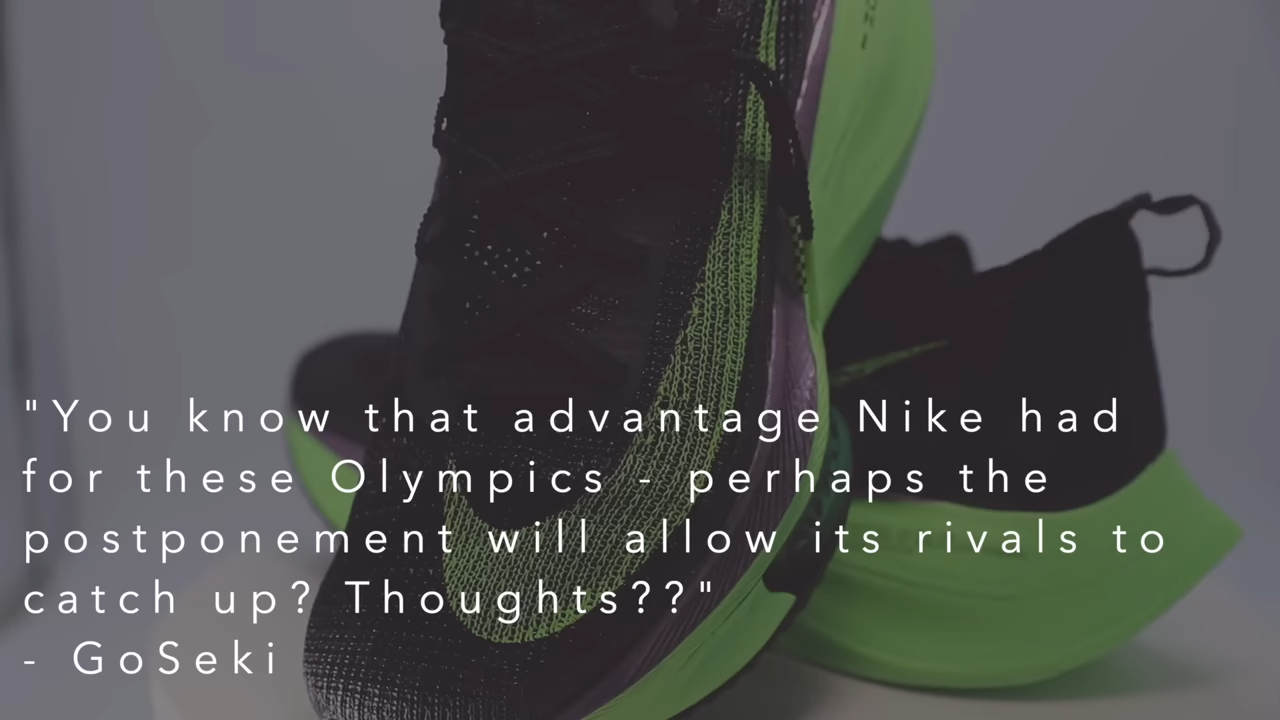 "You know that advantage Nike had
for these Olympics - perhaps the
postponement will allow its rivals to
catch up? Thoughts??"
- GoSeki